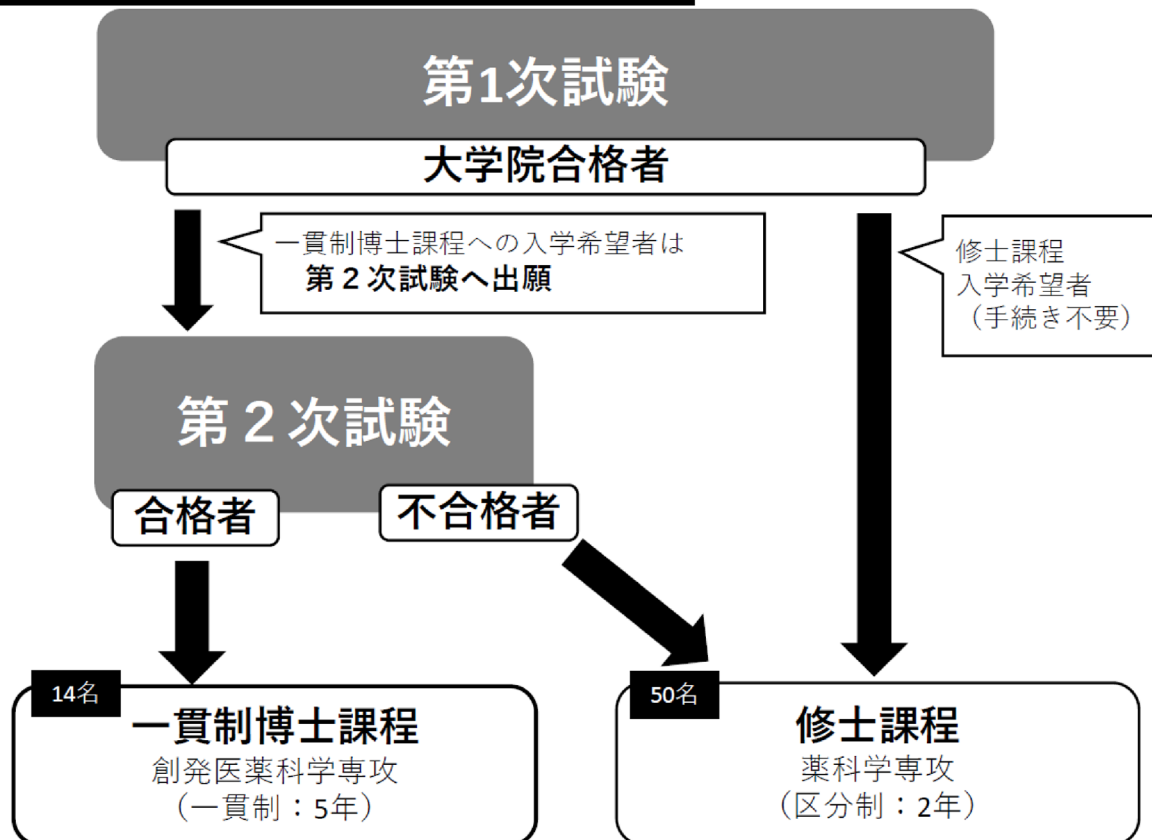 第1次試験
大学院合格者
一貫制博士課程への入学希望者は
第２次試験へ出願
修士課程
入学希望者
（手続き不要）
第２次試験
合格者
不合格者
14名
一貫制博士課程
創発医薬科学専攻
（一貫制：5年）
50名
修士課程
薬科学専攻
（区分制：2年）